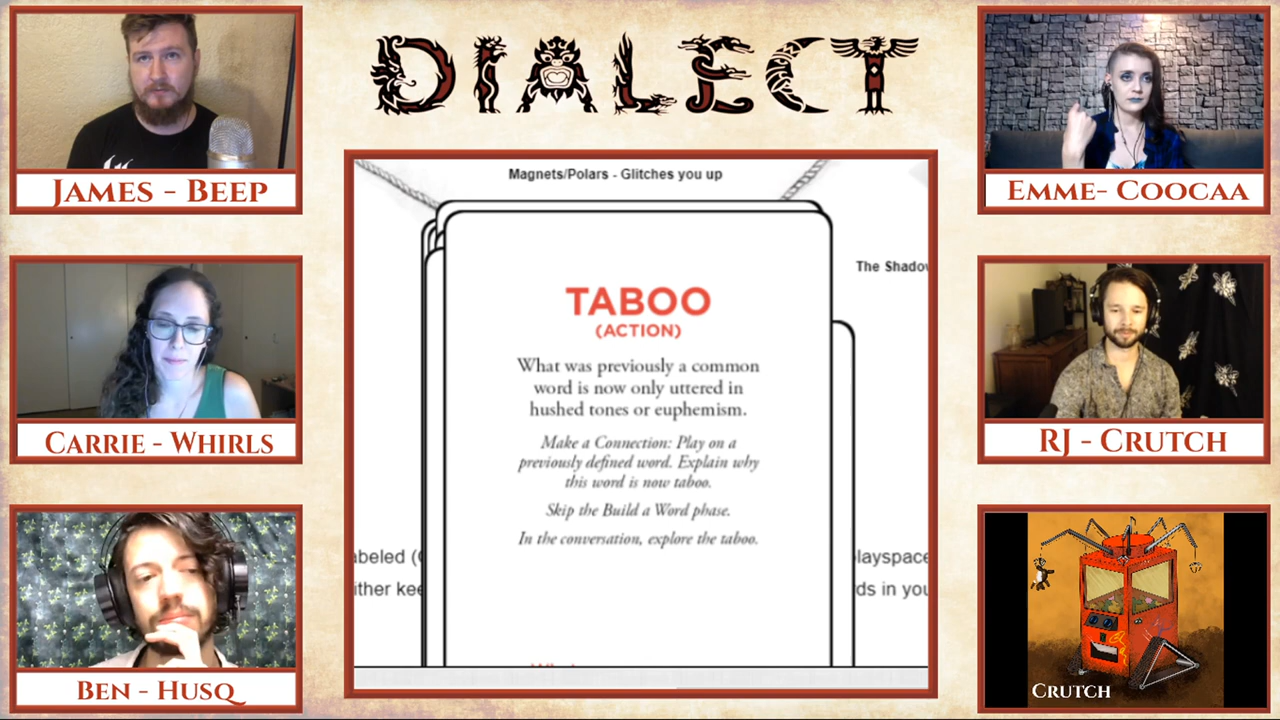 DIALECT
JAMES - BEEP
CARRIE - WHIRLS
BEN - HUSQ
Magnets/Polars - Glitches you up
The Shadow
TABOO
(ACTION)
What was previously a common
word is now only uttered in
hushed tones or euphemism.
Make a Connection: Play on a
previously defined word. Explain why
this word is now taboo.
Skip the Build a Word phase.
In the conversation, explore the taboo.
abeled (
playspace
ither kee
ds in you
EMME- COOCAA
RJ - CRUTCH
CRUTCH